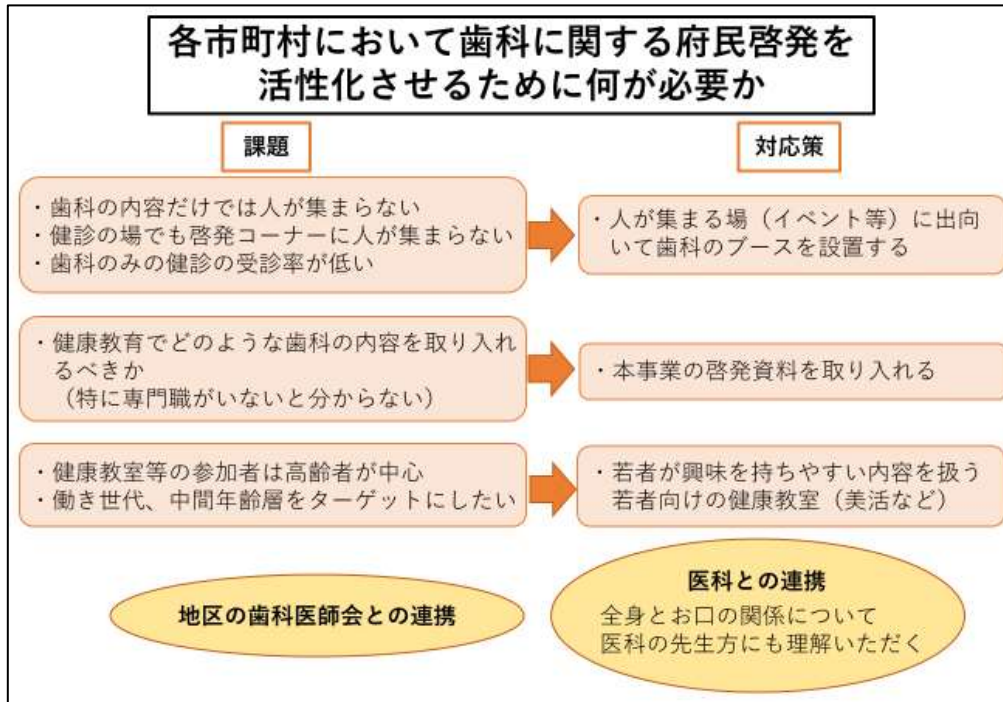 各市町村において歯科に関する府民啓発を
活性化させるために何が必要か
課題
対応策
・歯科の内容だけでは人が集まらない
・健診の場でも啓発コーナーに人が集まらない
・歯科のみの健診の受診率が低い
・人が集まる場（イベント等）に出向
いて歯科のブースを設置する
・健康教育でどのような歯科の内容を取り入れ
るべきか
（特に専門職がいないと分からない）
・本事業の啓発資料を取り入れる
・健康教室等の参加者は高齢者が中心
・働き世代、中間年齢層をターゲットにしたい
・若者が興味を持ちやすい内容を扱う
若者向けの健康教室（美活など）
地区の歯科医師会との連携
医科との連携
全身とお口の関係について
医科の先生方にも理解いただく